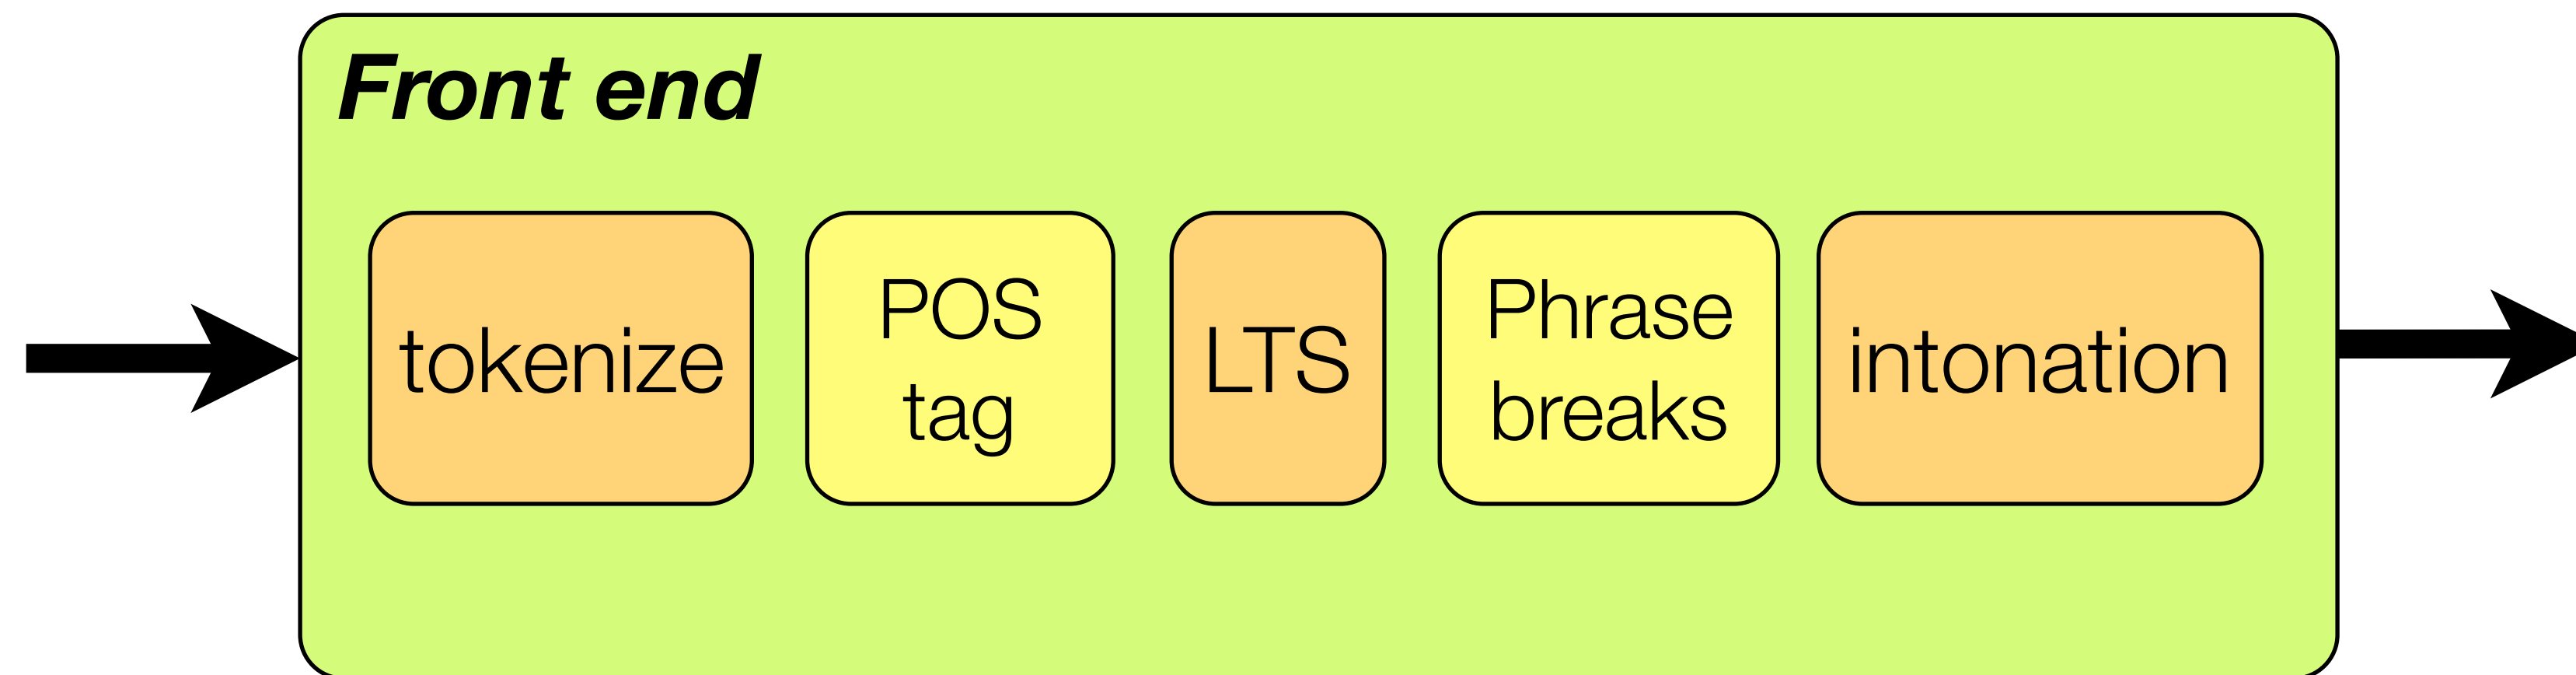 Front end
tokenize
POS
tag
LTS
Phrase
breaks
intonation